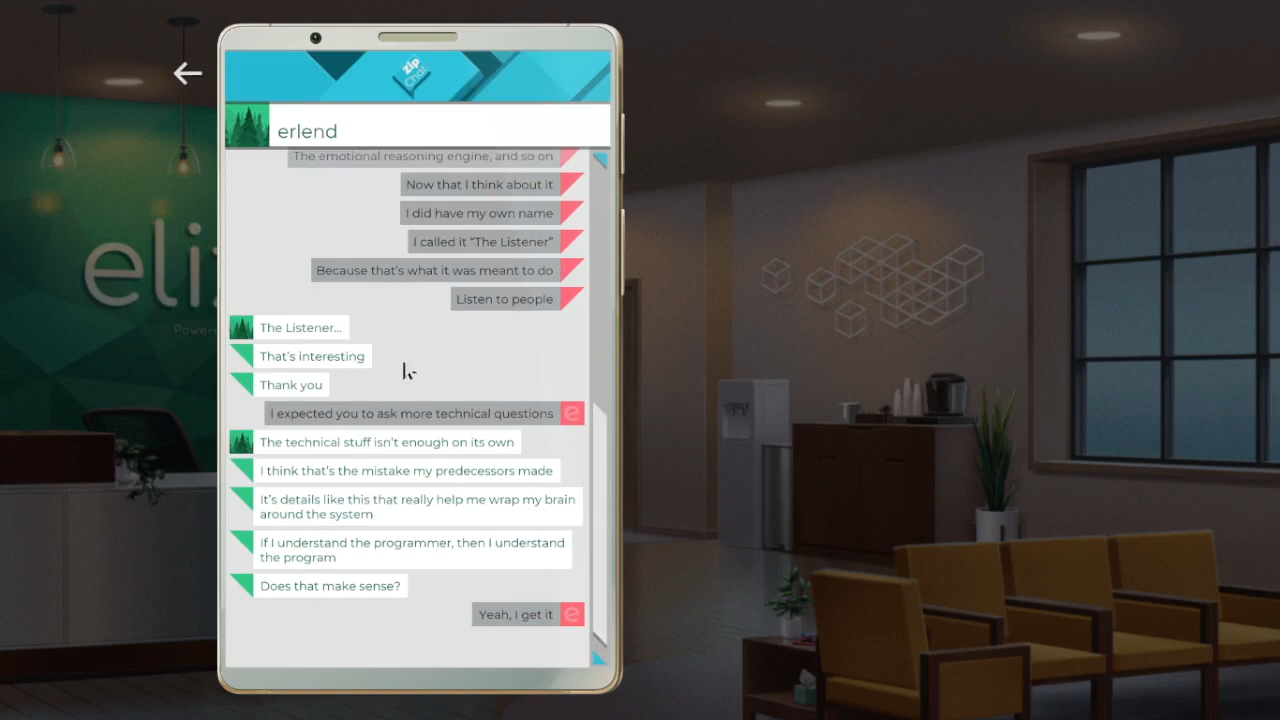 zip
Chat
erlend
The emotional reasoning engine, and so on
Now that I think about it
I did have my own name
I called it “The Listener”
Because that’s what it was meant to do
Listen to people
The Listener...
That’s interesting
Thank you
I expected you to ask more technical questions
e
The technical stuff isn’t enough on its own
I think that’s the mistake my predecessors made
It’s details like this that really help me wrap my brain
around the system
If I understand the programmer, then I understand
the program
Does that make sense?
Yeah, I get it
e
eli
Powere